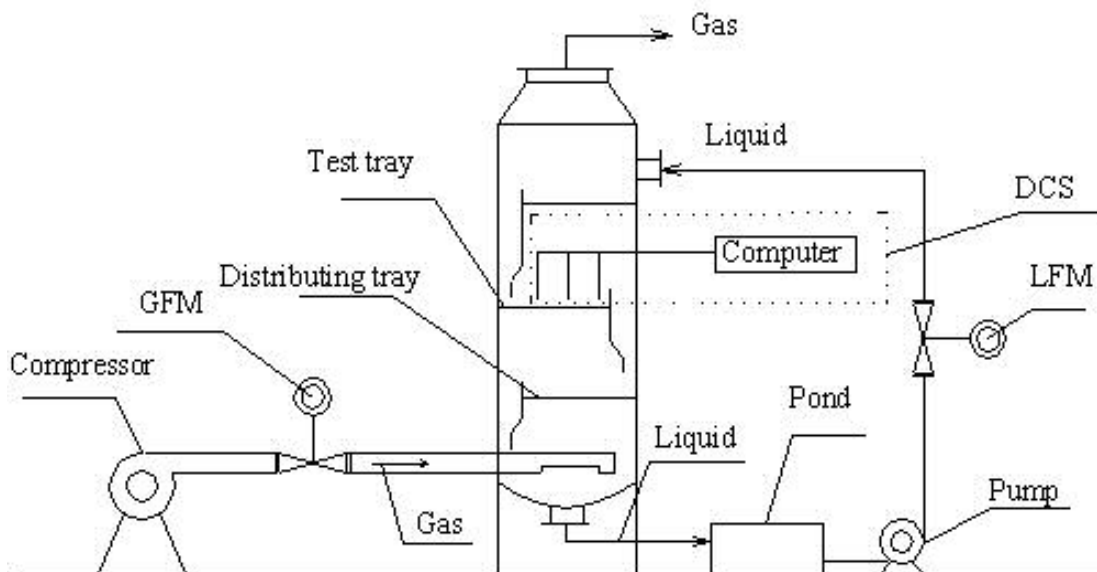 Gas
Liquid
Test tray
DCS
Computer
Distributing tray
GFM
LFM
Compressor
Pond
Liquid
Pump
Gas